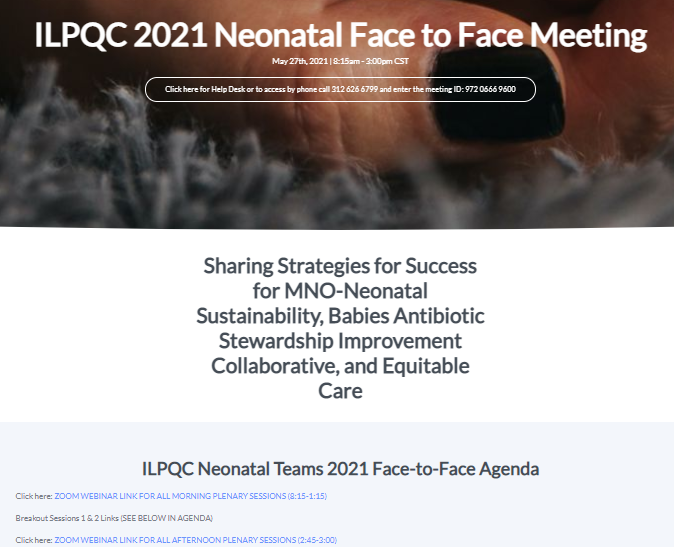 ILPQC 2021 Neonatal Face to Face Meeting
May 27th, 2021 | 8:15am - 3:00pm CST
Click here for Help Desk or to access by phone call 312 626 6799 and enter the meeting ID: 972 0666 9600
Sharing Strategies for Success
for MNO-Neonatal
Sustainability, Babies Antibiotic
Stewardship Improvement
Collaborative, and Equitable
Care
ILPQC Neonatal Teams 2021 Face-to-Face Agenda
Click here: ZOOM WEBINAR LINK FOR ALL MORNING PLENARY SESSIONS (8:15-1:15)
Breakout Sessions 1 & 2 Links (SEE BELOW IN AGENDA)
Click here: ZOOM WEBINAR LINK FOR ALL AFTERNOON PLENARY SESSIONS (2:45-3:00)